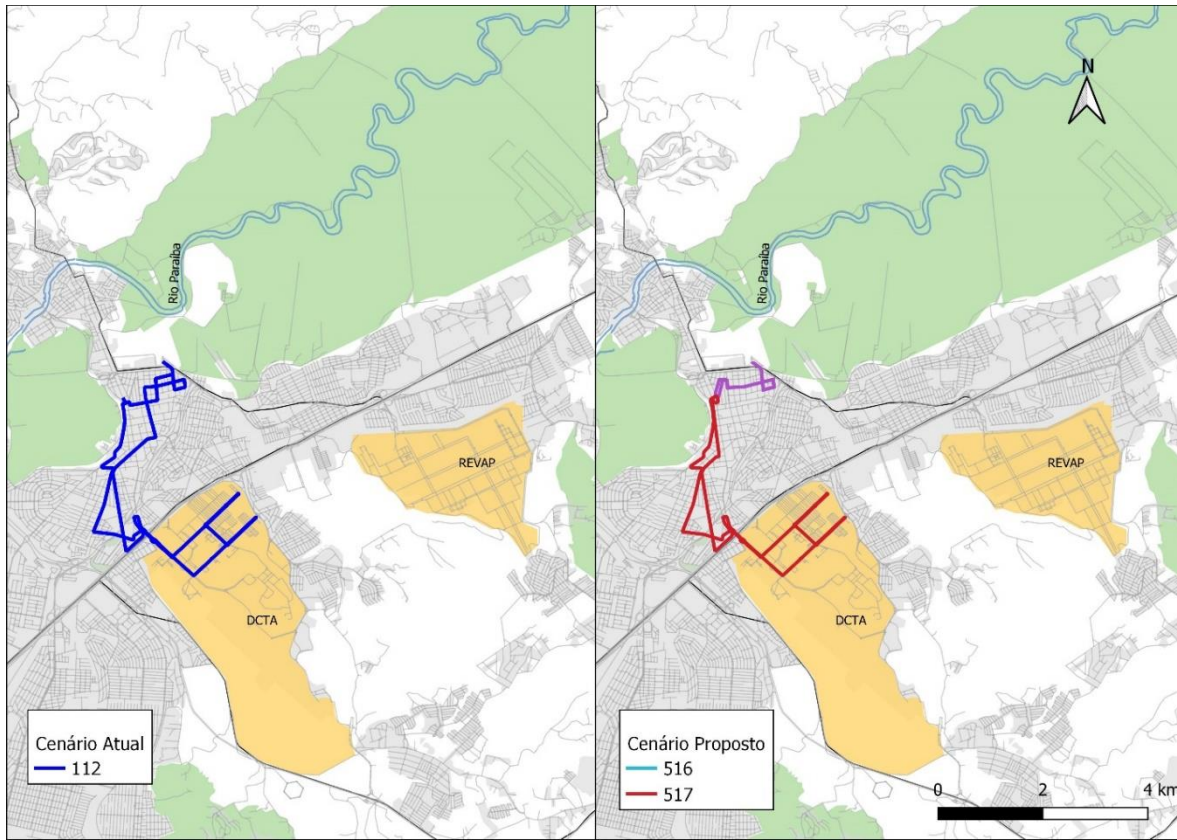 Rio Paraíba
REVAP
DCTA
Cenário Atual
112
N
Rio Paraíba
REVAP
DCTA
Cenário Proposto
516
517
0 2 4 km